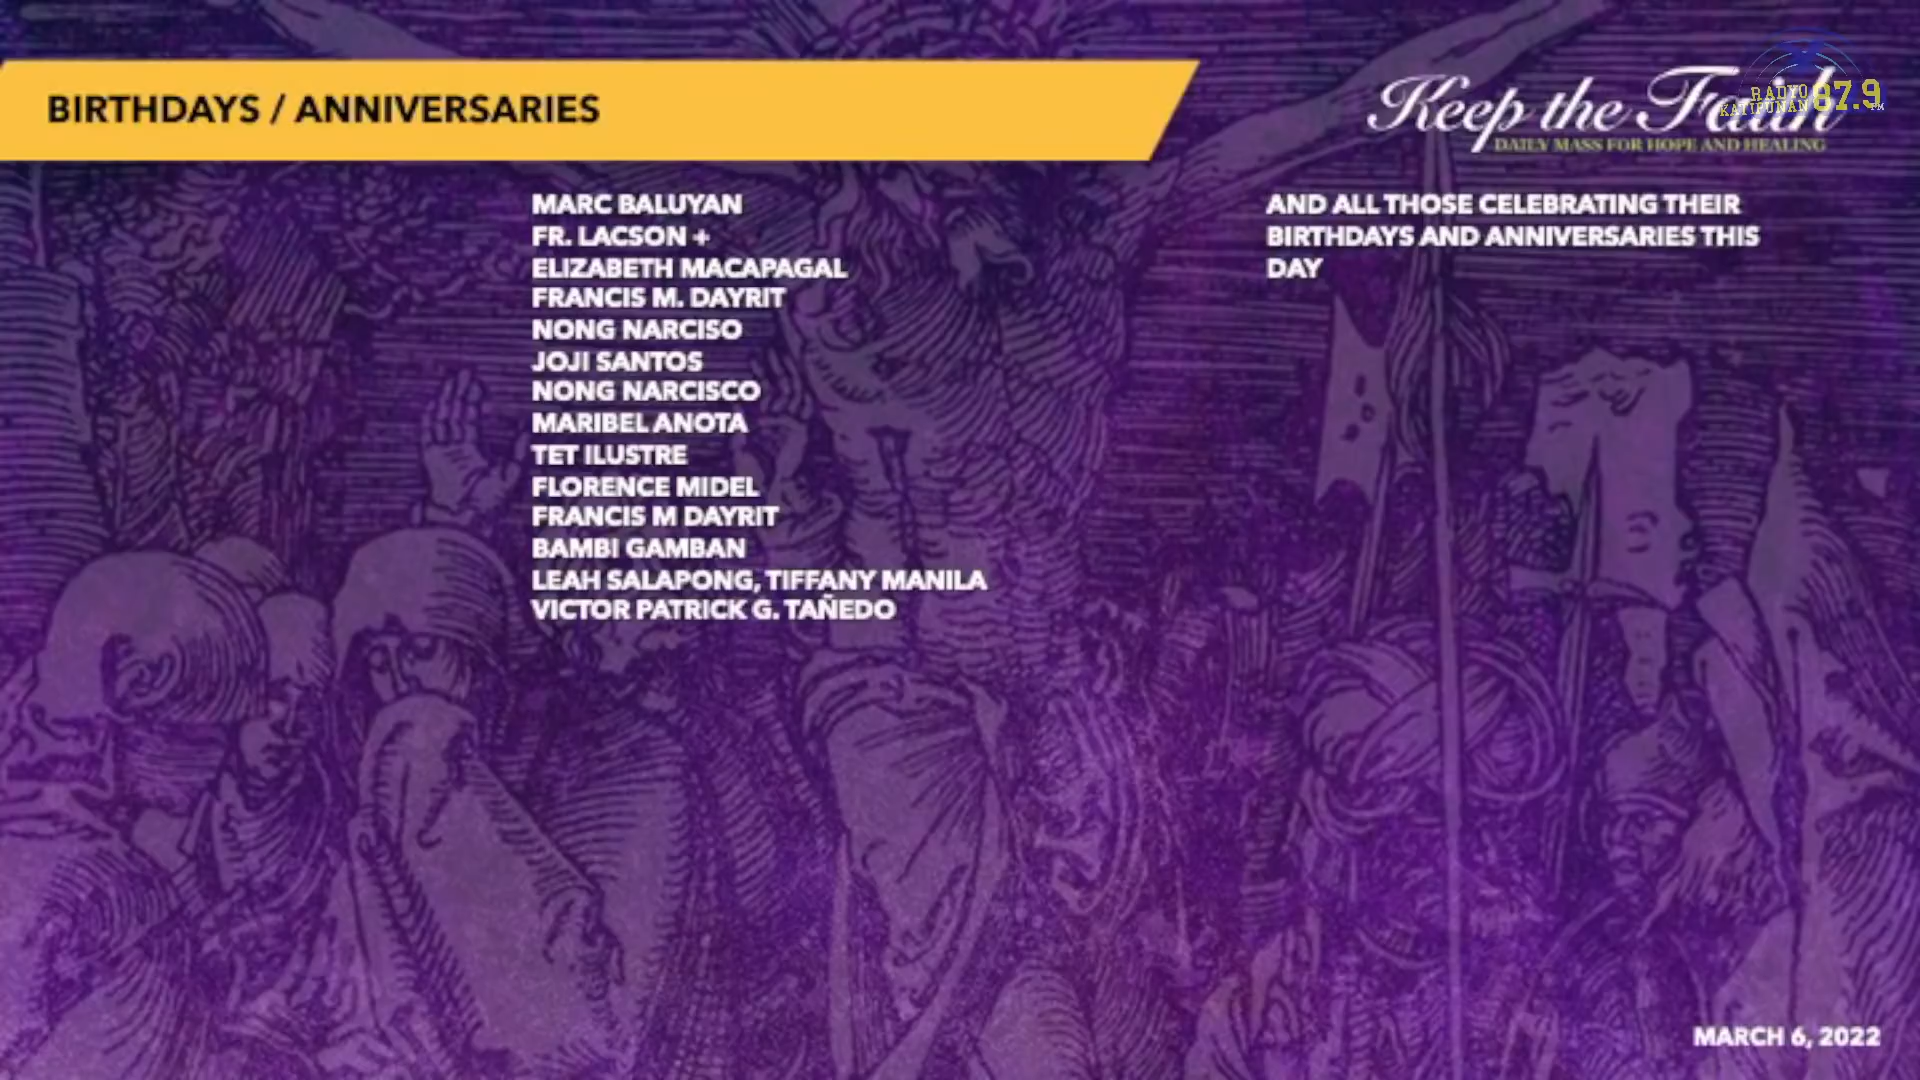 BIRTHDAYS / ANNIVERSARIES
Keep the Faith
RADYO
KATIPUNAN 87.9
TM
DAILY MASS FOR HOPE AND HEALING
MARC BALUYAN
FR. LACSON +
ELIZABETH MACAPAGAL
FRANCIS M. DAYRIT
NONG NARCISO
JOJI SANTOS
NONG NARCISCO
MARIBEL ANOTA
TET ILUSTRE
FLORENCE MIDEL
FRANCIS M DAYRIT
BAMBI GAMBAN
LEAH SALAPONG, TIFFANY MANILA
VICTOR PATRICK G. TAÑEDO
AND ALL THOSE CELEBRATING THEIR
BIRTHDAYS AND ANNIVERSARIES THIS
DAY
MARCH 6, 2022